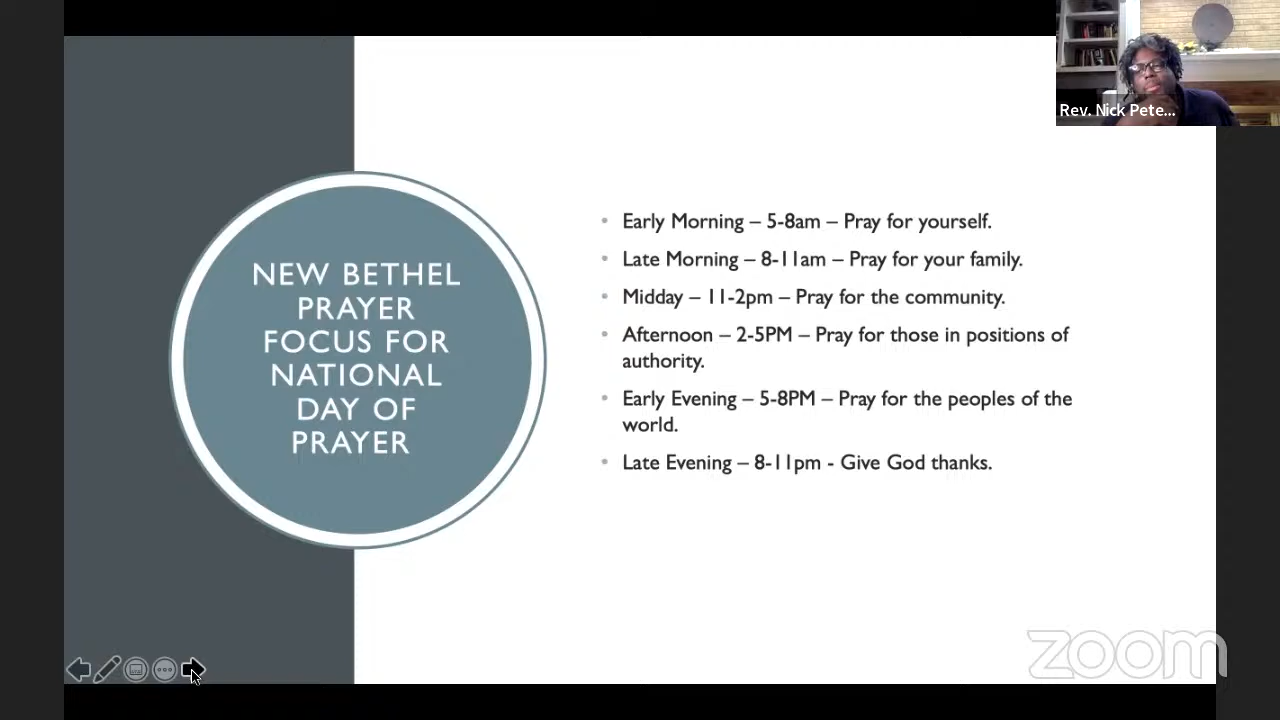 Rev. Nick Pete...
NEW BETHEL
PRAYER
FOCUS FOR
NATIONAL
DAY OF
PRAYER
• Early Morning – 5-8am – Pray for yourself.
• Late Morning – 8-11am – Pray for your family.
• Midday – 11-2pm – Pray for the community.
• Afternoon – 2-5PM – Pray for those in positions of
authority.
• Early Evening – 5-8PM – Pray for the peoples of the
world.
• Late Evening – 8-11pm - Give God thanks.
zoom